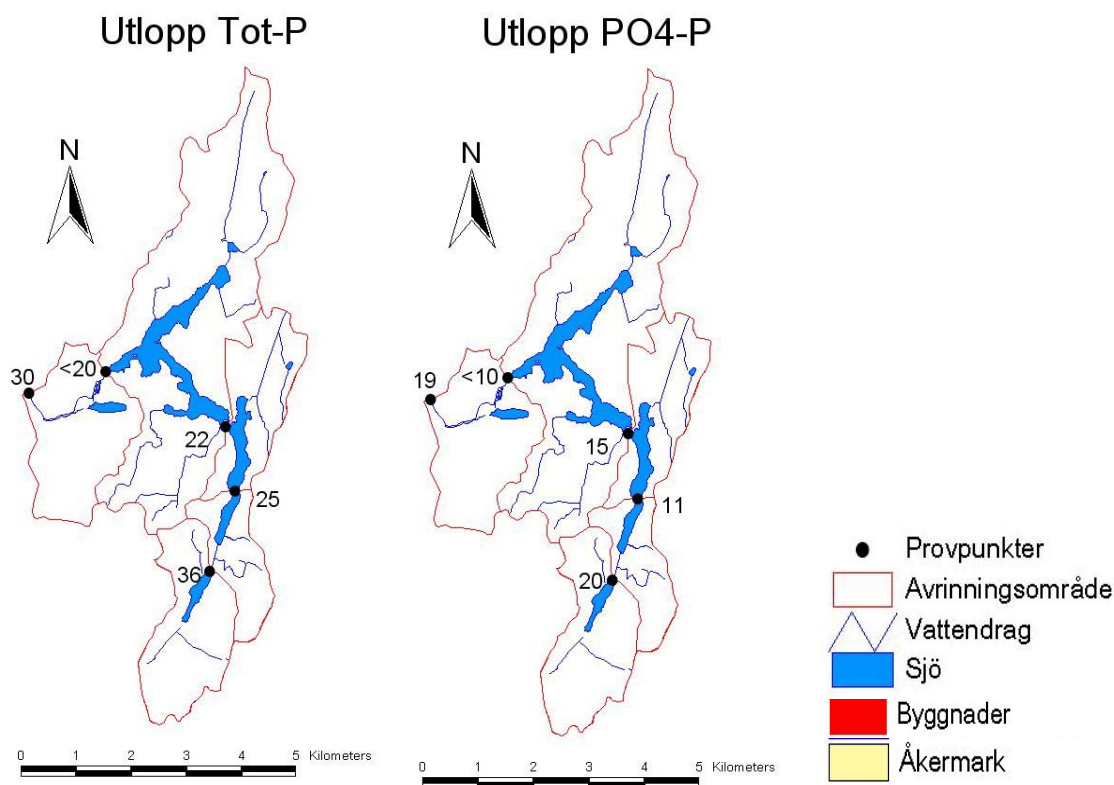 Utlopp Tot-P
N
30
<20
22
25
36
0 1 2 3 4 5 Kilometers
Utlopp PO4-P
N
19
<10
15
11
20
0 1 2 3 4 5 Kilometers
Provpunkter
Avrinningsområde
Vattendrag
Sjö
Byggnader
Åkermark